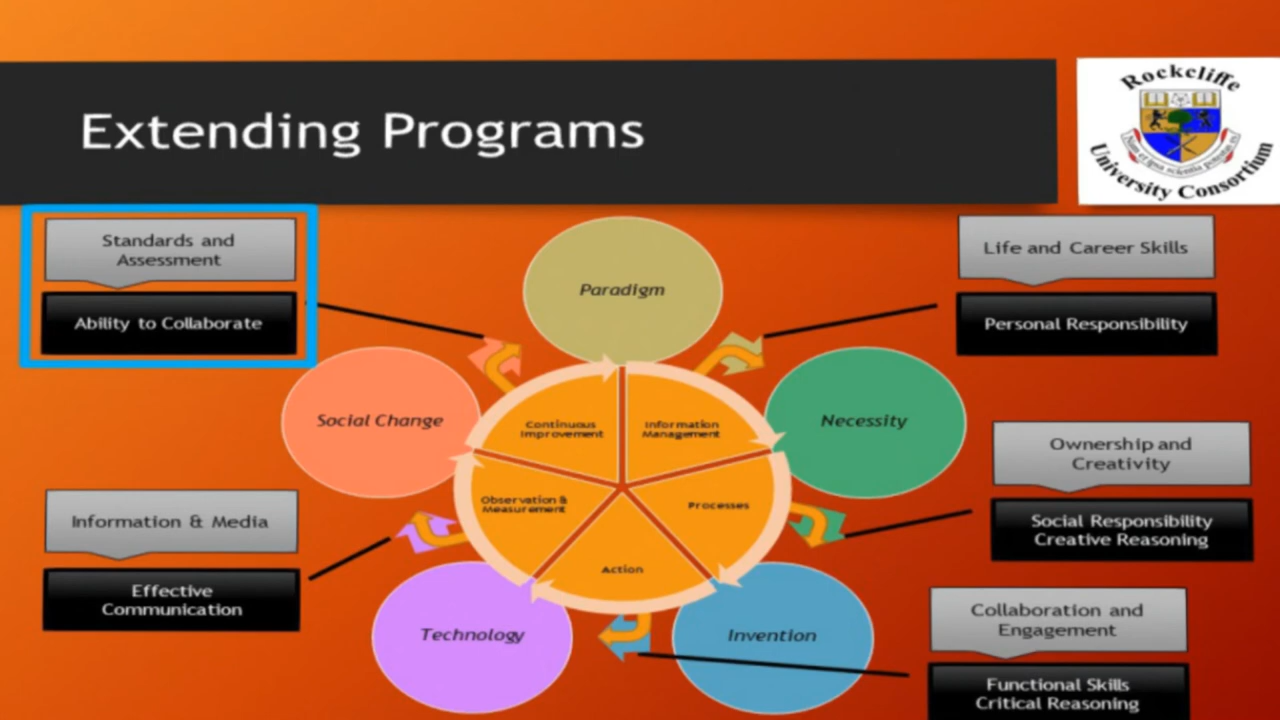 Extending Programs
Rockcliffe
University Consortium
Standards and
Assessment
Ability to Collaborate
Life and Career Skills
Personal Responsibility
Paradigm
Social Change
Necessity
Continuous
Improvement
Information
Management
Observation &
Measurement
Processes
Action
Ownership and
Creativity
Social Responsibility
Creative Reasoning
Information & Media
Effective
Communication
Technology
Invention
Collaboration and
Engagement
Functional Skills
Critical Reasoning